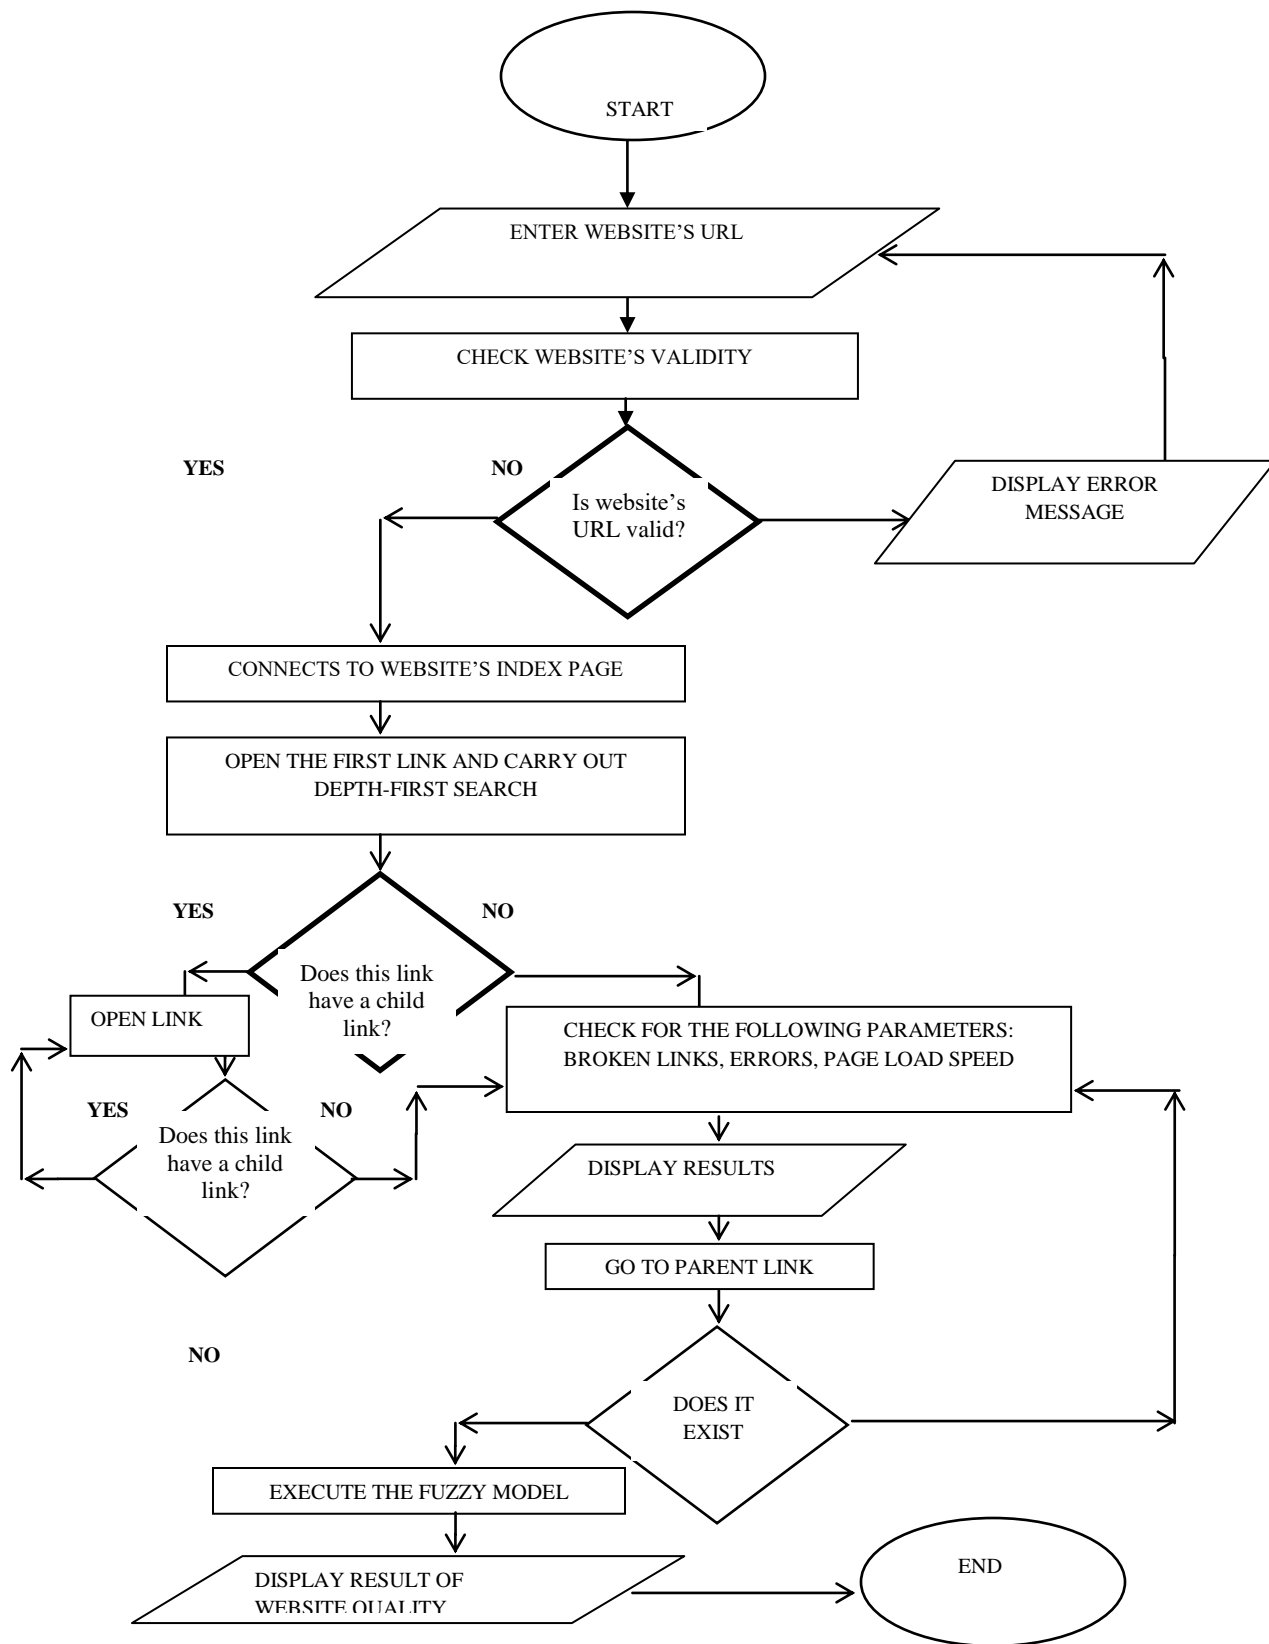 START
ENTER WEBSITE’S URL
CHECK WEBSITE’S VALIDITY
YES
NO
Is website’s
URL valid?
DISPLAY ERROR
MESSAGE
CONNECTS TO WEBSITE’S INDEX PAGE
OPEN THE FIRST LINK AND CARRY OUT
DEPTH-FIRST SEARCH
YES
NO
Does this link
have a child
link?
OPEN LINK
CHECK FOR THE FOLLOWING PARAMETERS:
BROKEN LINKS, ERRORS, PAGE LOAD SPEED
YES
NO
Does this link
have a child
link?
DISPLAY RESULTS
GO TO PARENT LINK
NO
DOES IT
EXIST
EXECUTE THE FUZZY MODEL
DISPLAY RESULT OF
WEBSITE QUALITY
END